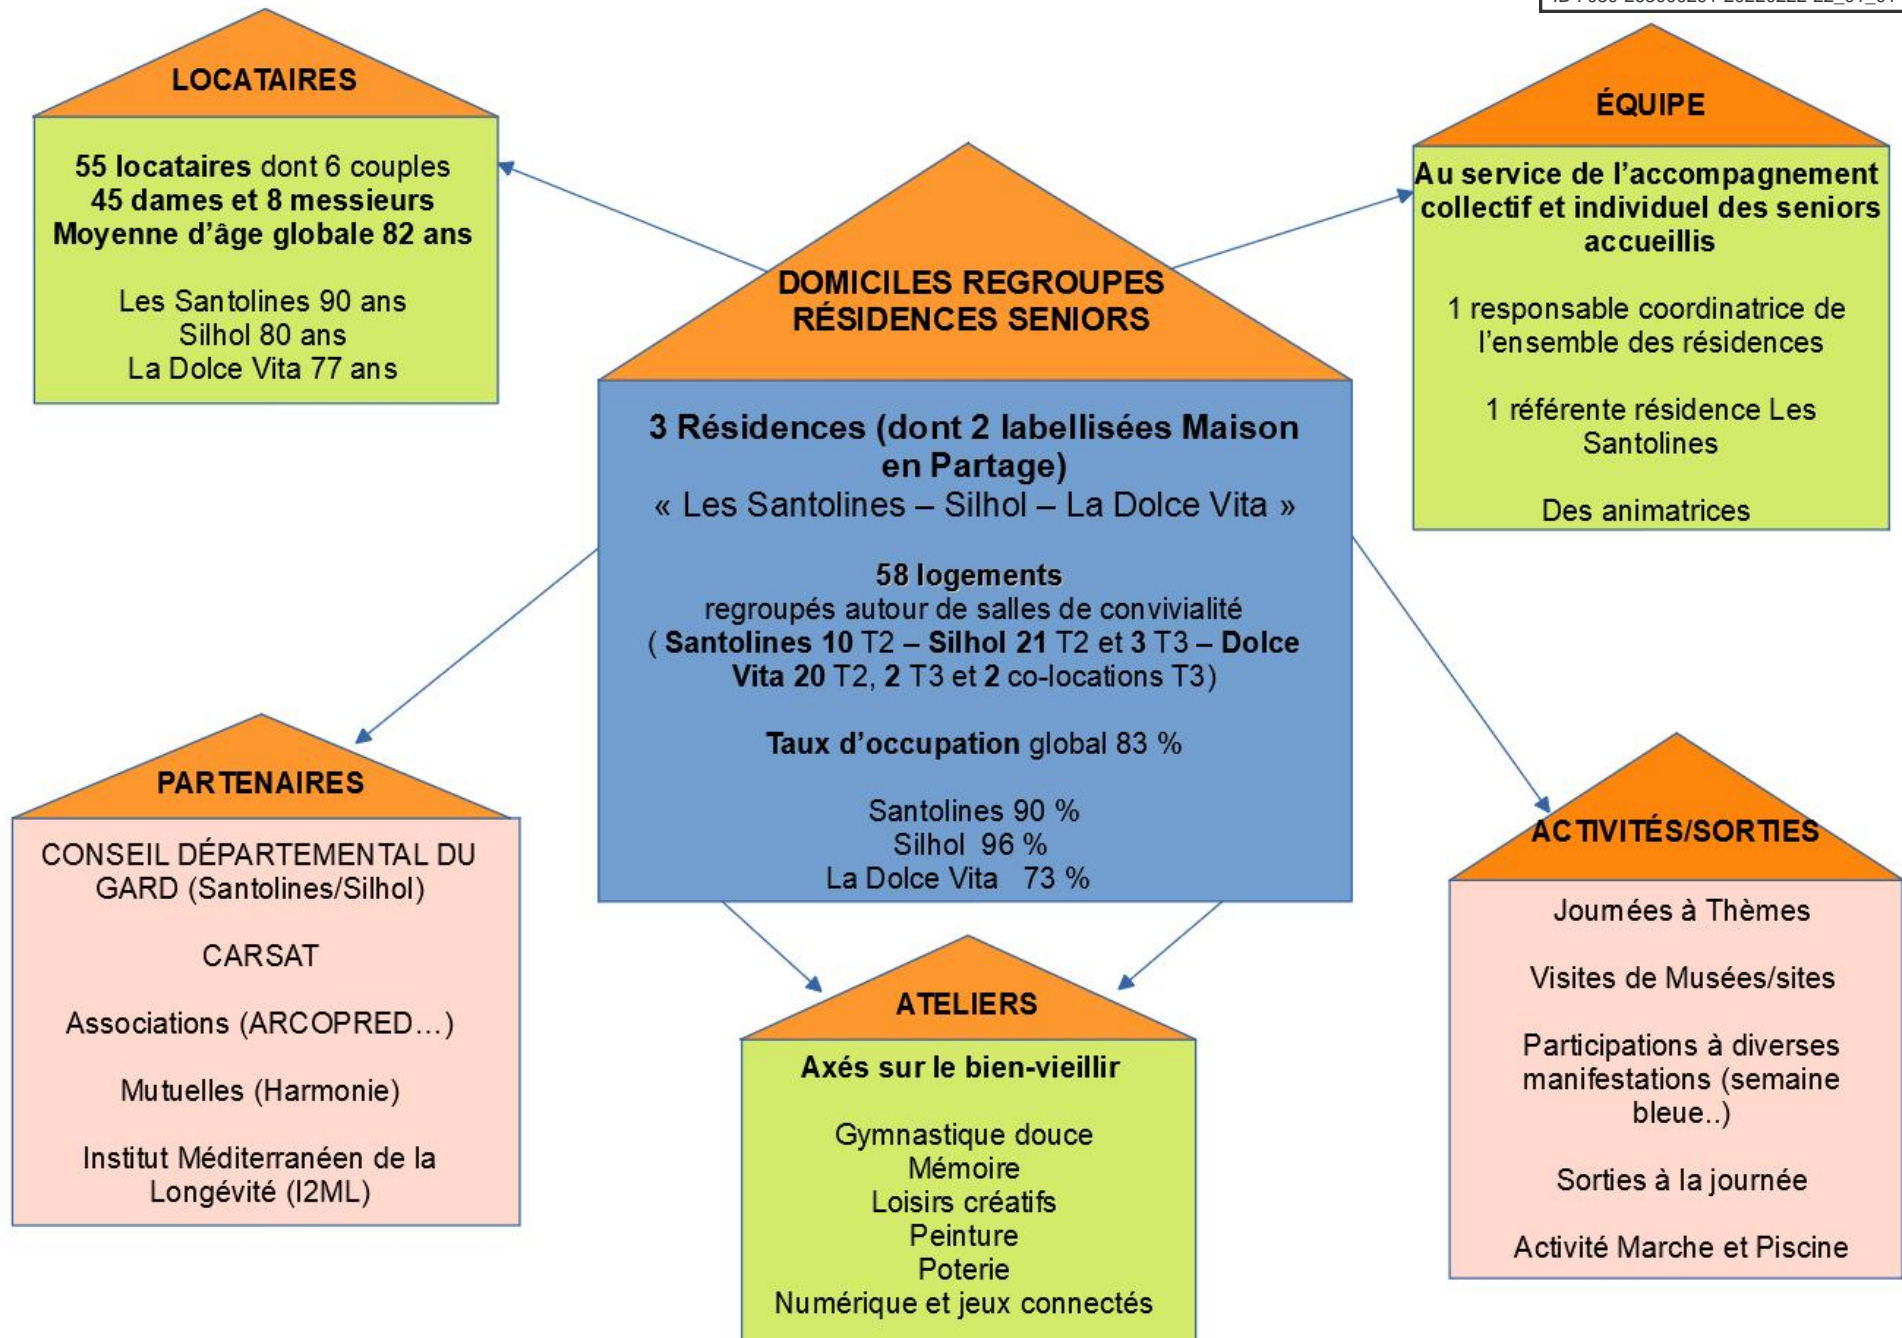 LOCATAIRES
55 locataires dont 6 couples
45 dames et 8 messieurs
Moyenne d'âge globale 82 ans
Les Santolines 90 ans
Silhol 80 ans
La Dolce Vita 77 ans
ÉQUIPE
Au service de l'accompagnement
collectif et individuel des seniors
accueillis
1 responsable coordinatrice de
l'ensemble des résidences
1 référente résidence Les
Santolines
Des animatrices
DOMICILES REGROUPES
RÉSIDENCES SENIORS
3 Résidences (dont 2 labellisées Maison
en Partage)
« Les Santolines – Silhol – La Dolce Vita »
58 logements
regroupés autour de salles de convivialité
( Santolines 10 T2 – Silhol 21 T2 et 3 T3 – Dolce
Vita 20 T2, 2 T3 et 2 co-locations T3)
Taux d'occupation global 83 %
Santolines 90 %
Silhol 96 %
La Dolce Vita 73 %
PARTENAIRES
CONSEIL DÉPARTEMENTAL DU
GARD (Santolines/Silhol)
CARSAT
Associations (ARCOPRED...)
Mutuelles (Harmonie)
Institut Méditerranéen de la
Longévité (I2ML)
ATELIERS
Axés sur le bien-vieillir
Gymnastique douce
Mémoire
Loisirs créatifs
Peinture
Poterie
Numérique et jeux connectés
ACTIVITÉS/SORTIES
Journées à Thèmes
Visites de Musées/sites
Participations à diverses
manifestations (semaine
bleue..)
Sorties à la journée
Activité Marche et Piscine